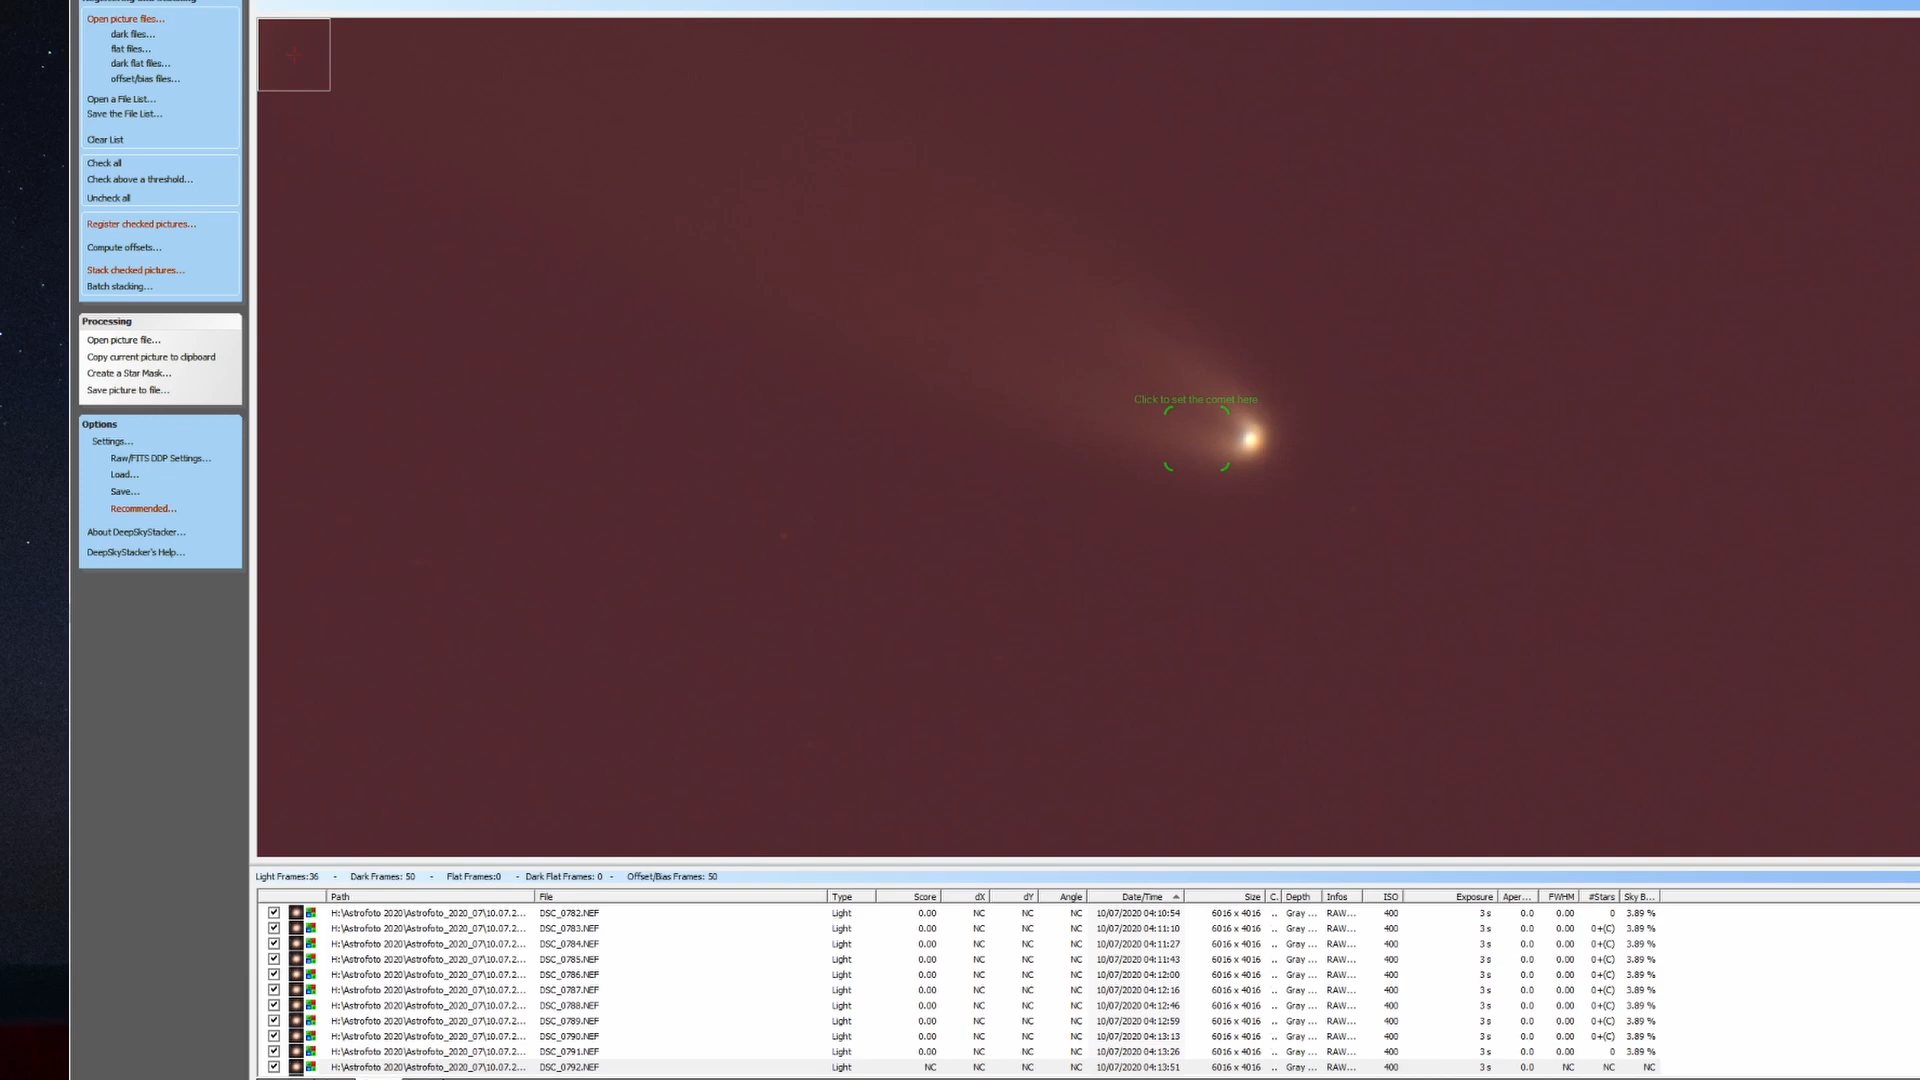 Open picture files...
dark files...
flat files...
dark flat files...
offset/bias files...
Open a File List...
Save the File List...
Clear List
Check all
Check above a threshold...
Uncheck all
Register checked pictures...
Compute offsets...
Stack checked pictures...
Batch stacking...
Processing
Open picture file...
Copy current picture to clipboard
Create a Star Mask...
Save picture to file...
Options
Settings...
Raw/FITS DDP Settings...
Load...
Save...
Recommended...
About DeepSkyStacker...
DeepSkyStacker's Help...
Click to set the comet here
Light Frames:36 - Dark Frames: 50 - Flat Frames:0 - Dark Flat Frames: 0 - Offset/Bias Frames: 50
Path File Type Score dX dY Angle Date/Time Size C. Depth Infos ISO Exposure Aper... FWHM #Stars Sky B...
H:\Astrofoto 2020\Astrofoto_2020_07\10.07.2... DSC_0782.NEF Light 0.00 NC NC NC 10/07/2020 04:10:54 6016 x 4016 .. Gray ... RAW... 400 3 s 0.0 0.00 0 3.89 %
H:\Astrofoto 2020\Astrofoto_2020_07\10.07.2... DSC_0783.NEF Light 0.00 NC NC NC 10/07/2020 04:11:10 6016 x 4016 .. Gray ... RAW... 400 3 s 0.0 0.00 0+(C) 3.89 %
H:\Astrofoto 2020\Astrofoto_2020_07\10.07.2... DSC_0784.NEF Light 0.00 NC NC NC 10/07/2020 04:11:27 6016 x 4016 .. Gray ... RAW... 400 3 s 0.0 0.00 0+(C) 3.89 %
H:\Astrofoto 2020\Astrofoto_2020_07\10.07.2... DSC_0785.NEF Light 0.00 NC NC NC 10/07/2020 04:11:43 6016 x 4016 .. Gray ... RAW... 400 3 s 0.0 0.00 0+(C) 3.89 %
H:\Astrofoto 2020\Astrofoto_2020_07\10.07.2... DSC_0786.NEF Light 0.00 NC NC NC 10/07/2020 04:12:00 6016 x 4016 .. Gray ... RAW... 400 3 s 0.0 0.00 0+(C) 3.89 %
H:\Astrofoto 2020\Astrofoto_2020_07\10.07.2... DSC_0787.NEF Light 0.00 NC NC NC 10/07/2020 04:12:16 6016 x 4016 .. Gray ... RAW... 400 3 s 0.0 0.00 0+(C) 3.89 %
H:\Astrofoto 2020\Astrofoto_2020_07\10.07.2... DSC_0788.NEF Light 0.00 NC NC NC 10/07/2020 04:12:46 6016 x 4016 .. Gray ... RAW... 400 3 s 0.0 0.00 0+(C) 3.89 %
H:\Astrofoto 2020\Astrofoto_2020_07\10.07.2... DSC_0789.NEF Light 0.00 NC NC NC 10/07/2020 04:12:59 6016 x 4016 .. Gray ... RAW... 400 3 s 0.0 0.00 0+(C) 3.89 %
H:\Astrofoto 2020\Astrofoto_2020_07\10.07.2... DSC_0790.NEF Light 0.00 NC NC NC 10/07/2020 04:13:13 6016 x 4016 .. Gray ... RAW... 400 3 s 0.0 0.00 0+(C) 3.89 %
H:\Astrofoto 2020\Astrofoto_2020_07\10.07.2... DSC_0791.NEF Light 0.00 NC NC NC 10/07/2020 04:13:26 6016 x 4016 .. Gray ... RAW... 400 3 s 0.0 0.00 0 3.89 %
H:\Astrofoto 2020\Astrofoto_2020_07\10.07.2... DSC_0792.NEF Light NC NC NC NC 10/07/2020 04:13:51 6016 x 4016 .. Gray ... RAW... 400 3 s 0.0 NC NC NC